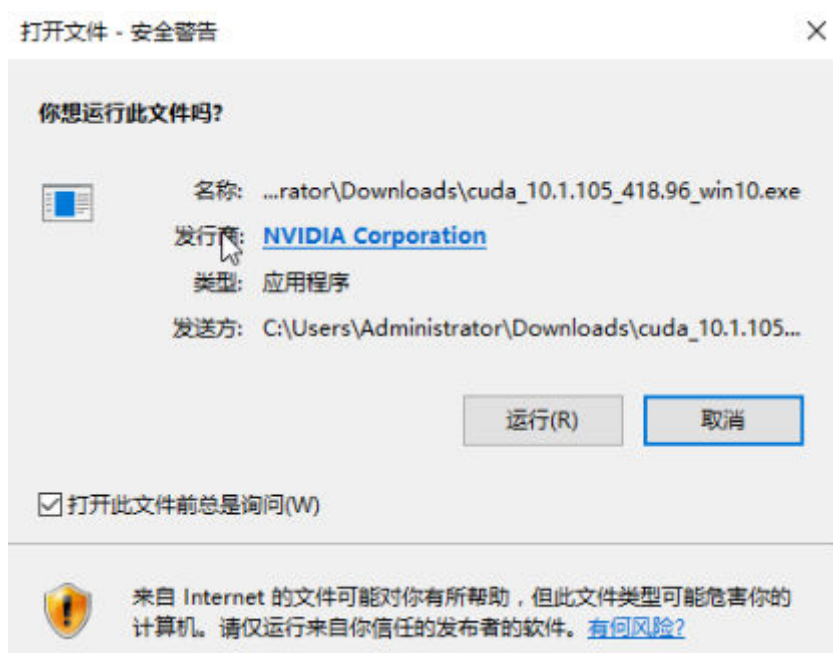 打开文件 - 安全警告
你想运行此文件吗?
名称: ...rator\Downloads\cuda_10.1.105_418.96_win10.exe
发行商: NVIDIA Corporation
类型: 应用程序
发送方: C:\Users\Administrator\Downloads\cuda_10.1.105...
运行(R) 取消
打开此文件前总是询问(W)
来自 Internet 的文件可能对你有所帮助，但此文件类型可能危害你的
计算机。请仅运行来自你信任的发布者的软件。有何风险?